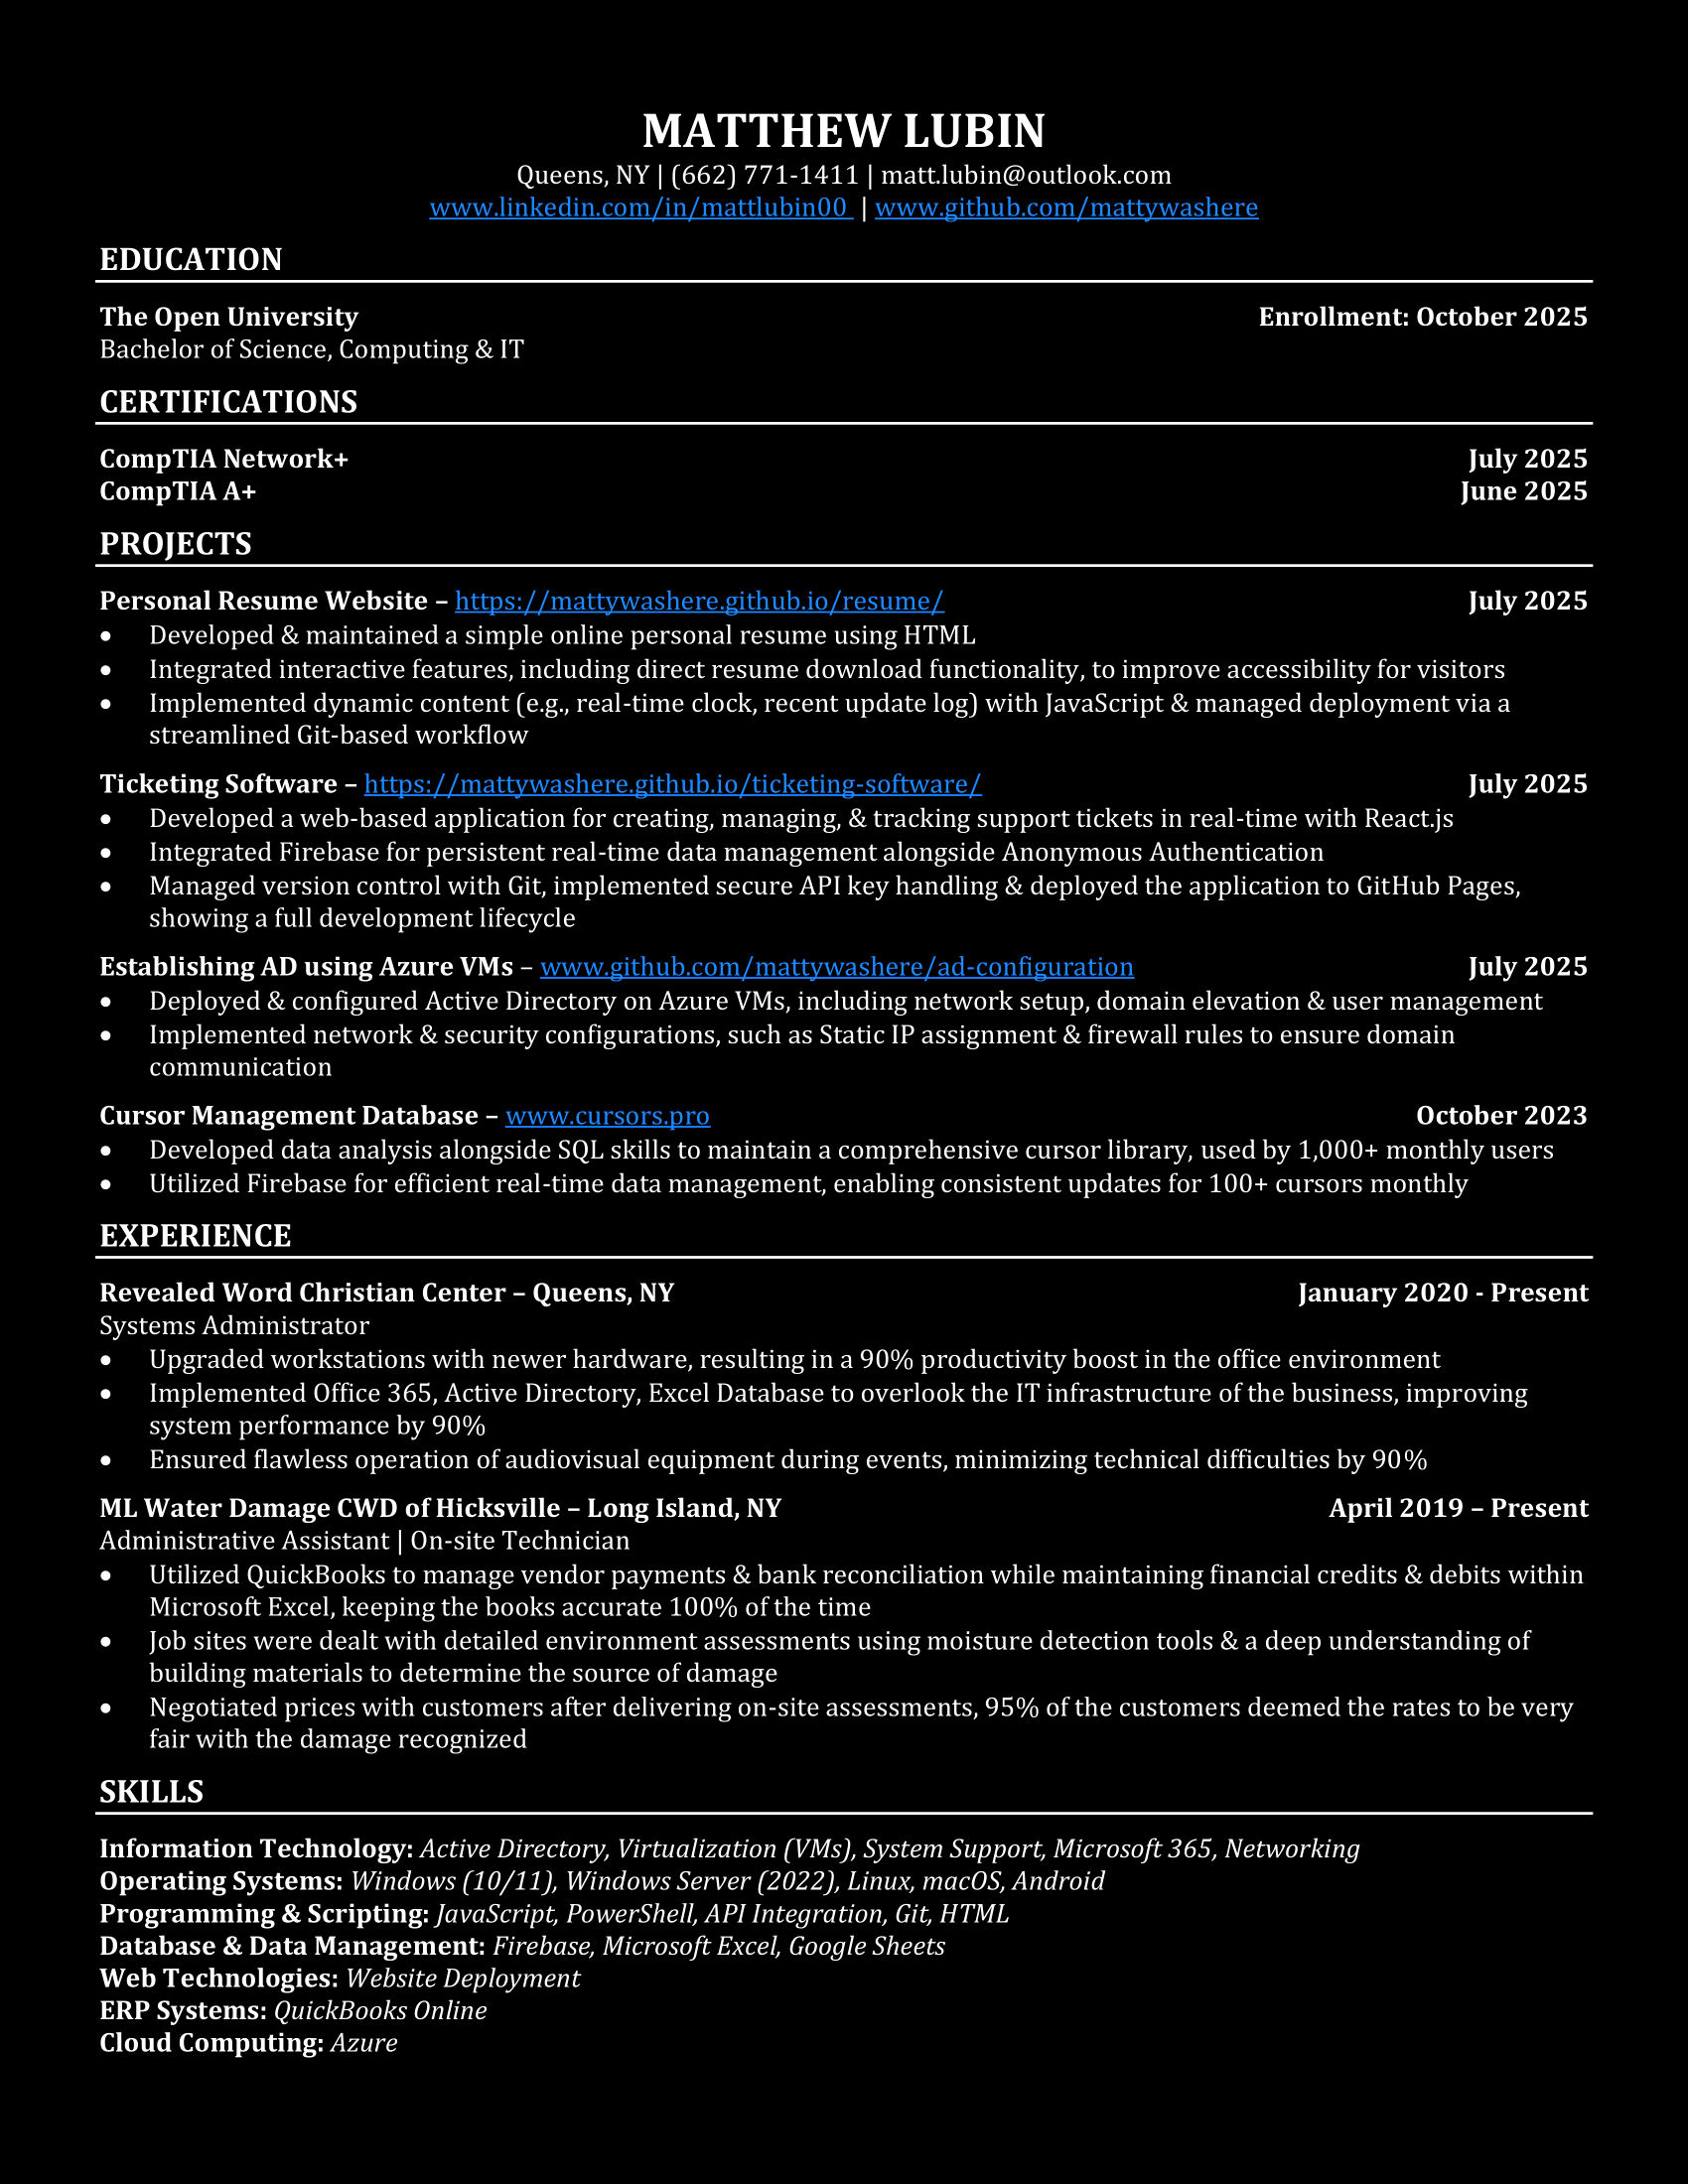 MATTHEW LUBIN
Queens, NY | (662) 771-1411 | matt.lubin@outlook.com
www.linkedin.com/in/mattlubin00 | www.github.com/mattywashere
EDUCATION
The Open University Enrollment: October 2025
Bachelor of Science, Computing & IT
CERTIFICATIONS
CompTIA Network+ July 2025
CompTIA A+ June 2025
PROJECTS
Personal Resume Website – https://mattywashere.github.io/resume/ July 2025
• Developed & maintained a simple online personal resume using HTML
• Integrated interactive features, including direct resume download functionality, to improve accessibility for visitors
• Implemented dynamic content (e.g., real-time clock, recent update log) with JavaScript & managed deployment via a
streamlined Git-based workflow
Ticketing Software – https://mattywashere.github.io/ticketing-software/ July 2025
• Developed a web-based application for creating, managing, & tracking support tickets in real-time with React.js
• Integrated Firebase for persistent real-time data management alongside Anonymous Authentication
• Managed version control with Git, implemented secure API key handling & deployed the application to GitHub Pages,
showing a full development lifecycle
Establishing AD using Azure VMs – www.github.com/mattywashere/ad-configuration July 2025
• Deployed & configured Active Directory on Azure VMs, including network setup, domain elevation & user management
• Implemented network & security configurations, such as Static IP assignment & firewall rules to ensure domain
communication
Cursor Management Database – www.cursors.pro October 2023
• Developed data analysis alongside SQL skills to maintain a comprehensive cursor library, used by 1,000+ monthly users
• Utilized Firebase for efficient real-time data management, enabling consistent updates for 100+ cursors monthly
EXPERIENCE
Revealed Word Christian Center – Queens, NY January 2020 - Present
Systems Administrator
• Upgraded workstations with newer hardware, resulting in a 90% productivity boost in the office environment
• Implemented Office 365, Active Directory, Excel Database to overlook the IT infrastructure of the business, improving
system performance by 90%
• Ensured flawless operation of audiovisual equipment during events, minimizing technical difficulties by 90%
ML Water Damage CWD of Hicksville – Long Island, NY April 2019 – Present
Administrative Assistant | On-site Technician
• Utilized QuickBooks to manage vendor payments & bank reconciliation while maintaining financial credits & debits within
Microsoft Excel, keeping the books accurate 100% of the time
• Job sites were dealt with detailed environment assessments using moisture detection tools & a deep understanding of
building materials to determine the source of damage
• Negotiated prices with customers after delivering on-site assessments, 95% of the customers deemed the rates to be very
fair with the damage recognized
SKILLS
Information Technology: Active Directory, Virtualization (VMs), System Support, Microsoft 365, Networking
Operating Systems: Windows (10/11), Windows Server (2022), Linux, macOS, Android
Programming & Scripting: JavaScript, PowerShell, API Integration, Git, HTML
Database & Data Management: Firebase, Microsoft Excel, Google Sheets
Web Technologies: Website Deployment
ERP Systems: QuickBooks Online
Cloud Computing: Azure